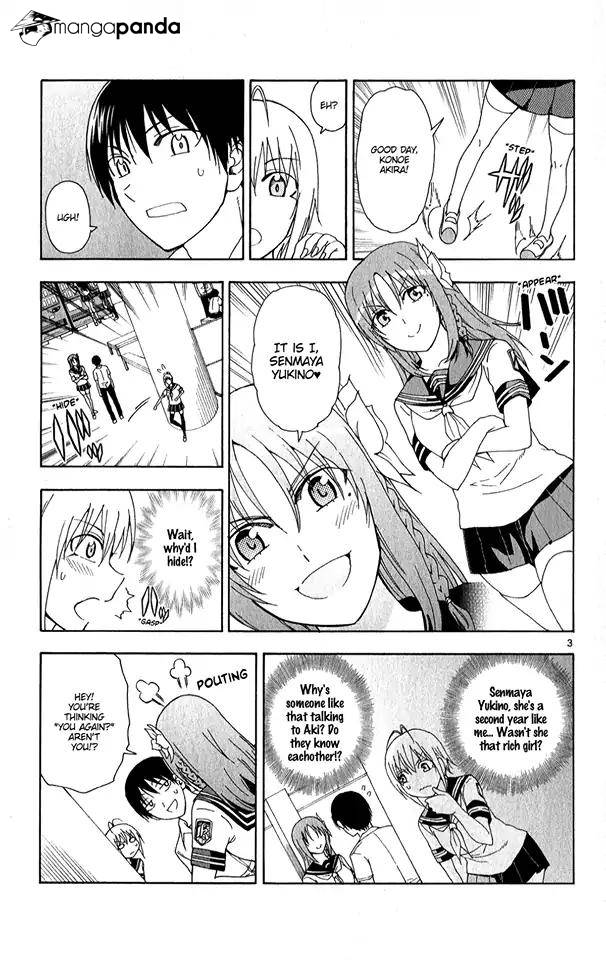 mangapanda
"STEP"
GOOD DAY,
KONOE
AKIRA!
EH?
UGH!
"APPEAR"
IT IS I,
SENMAYA
YUKINO♥
"HIDE"
Wait,
why'd I
hide!?
"GASP"
3
Senmaya
Yukino, she's
a second year like
me... Wasn't she
that rich girl?
Why's
someone like
that talking
to Aki? Do
they know
eachother!?
POUTING
HEY!
YOU'RE
THINKING
"YOU AGAIN?"
AREN'T
YOU!?